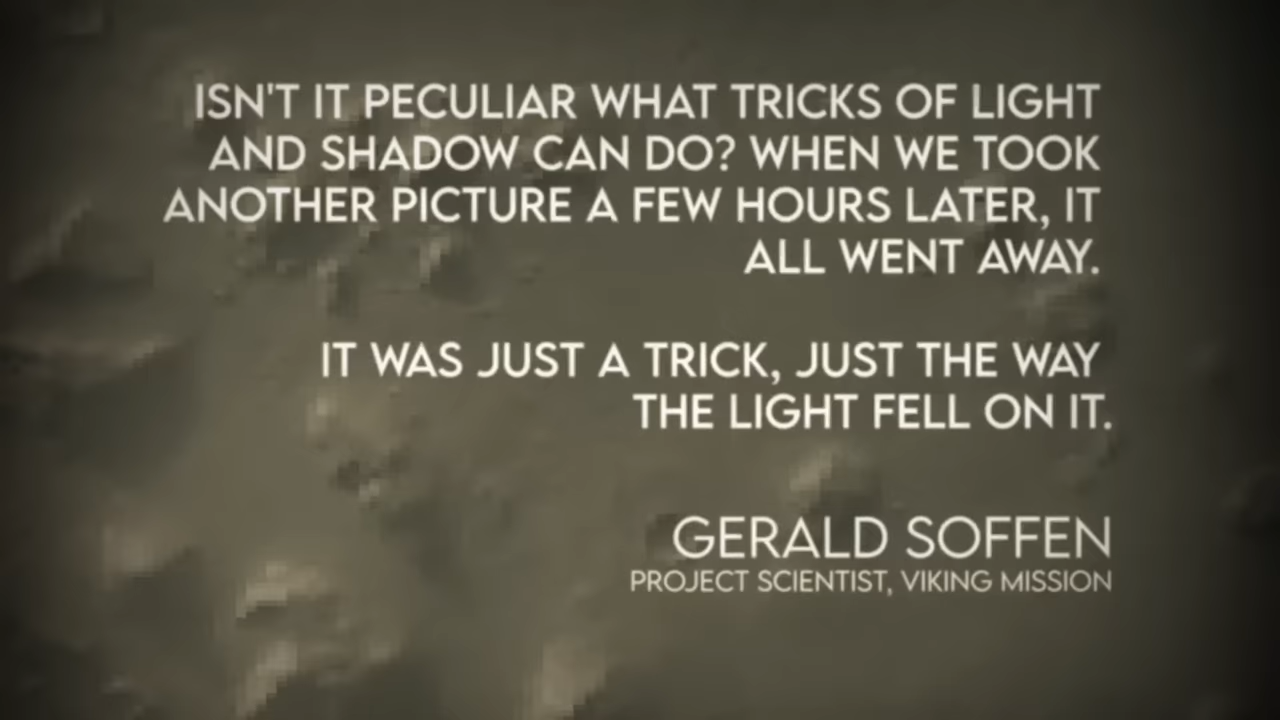 ISN'T IT PECULIAR WHAT TRICKS OF LIGHT
AND SHADOW CAN DO? WHEN WE TOOK
ANOTHER PICTURE A FEW HOURS LATER, IT
ALL WENT AWAY.
IT WAS JUST A TRICK, JUST THE WAY
THE LIGHT FELL ON IT.
GERALD SOFFEN
PROJECT SCIENTIST, VIKING MISSION